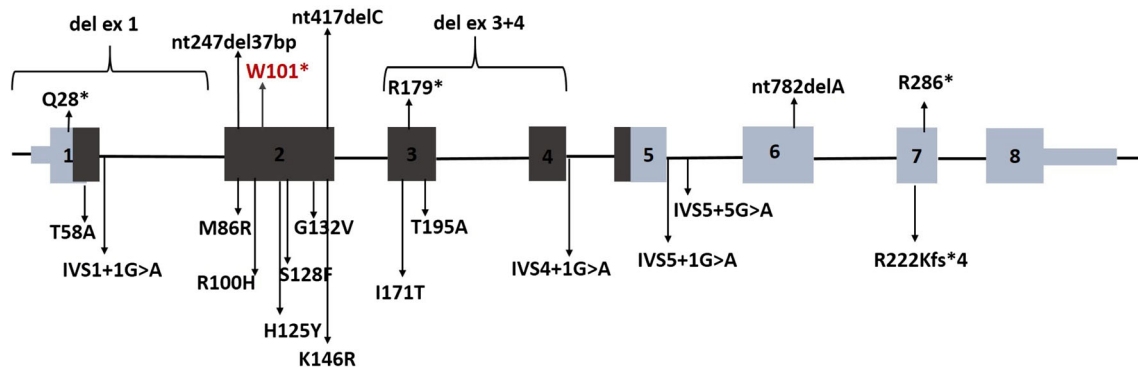 del ex 1
nt417delC
del ex 3+4
nt247del37bp
W101*
Q28*
R179*
nt782delA
R286*
1
2
3
4
5
6
7
8
T58A
M86R
G132V
T195A
IVS5+5G>A
IVS1+1G>A
R100H
S128F
I171T
IVS4+1G>A
IVS5+1G>A
R222Kfs*4
H125Y
K146R